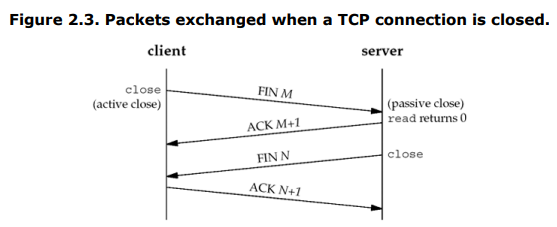 Figure 2.3. Packets exchanged when a TCP connection is closed.
client
server
close
(active close)
FIN M
(passive close)
read returns 0
ACK M+1
FIN N
close
ACK N+1